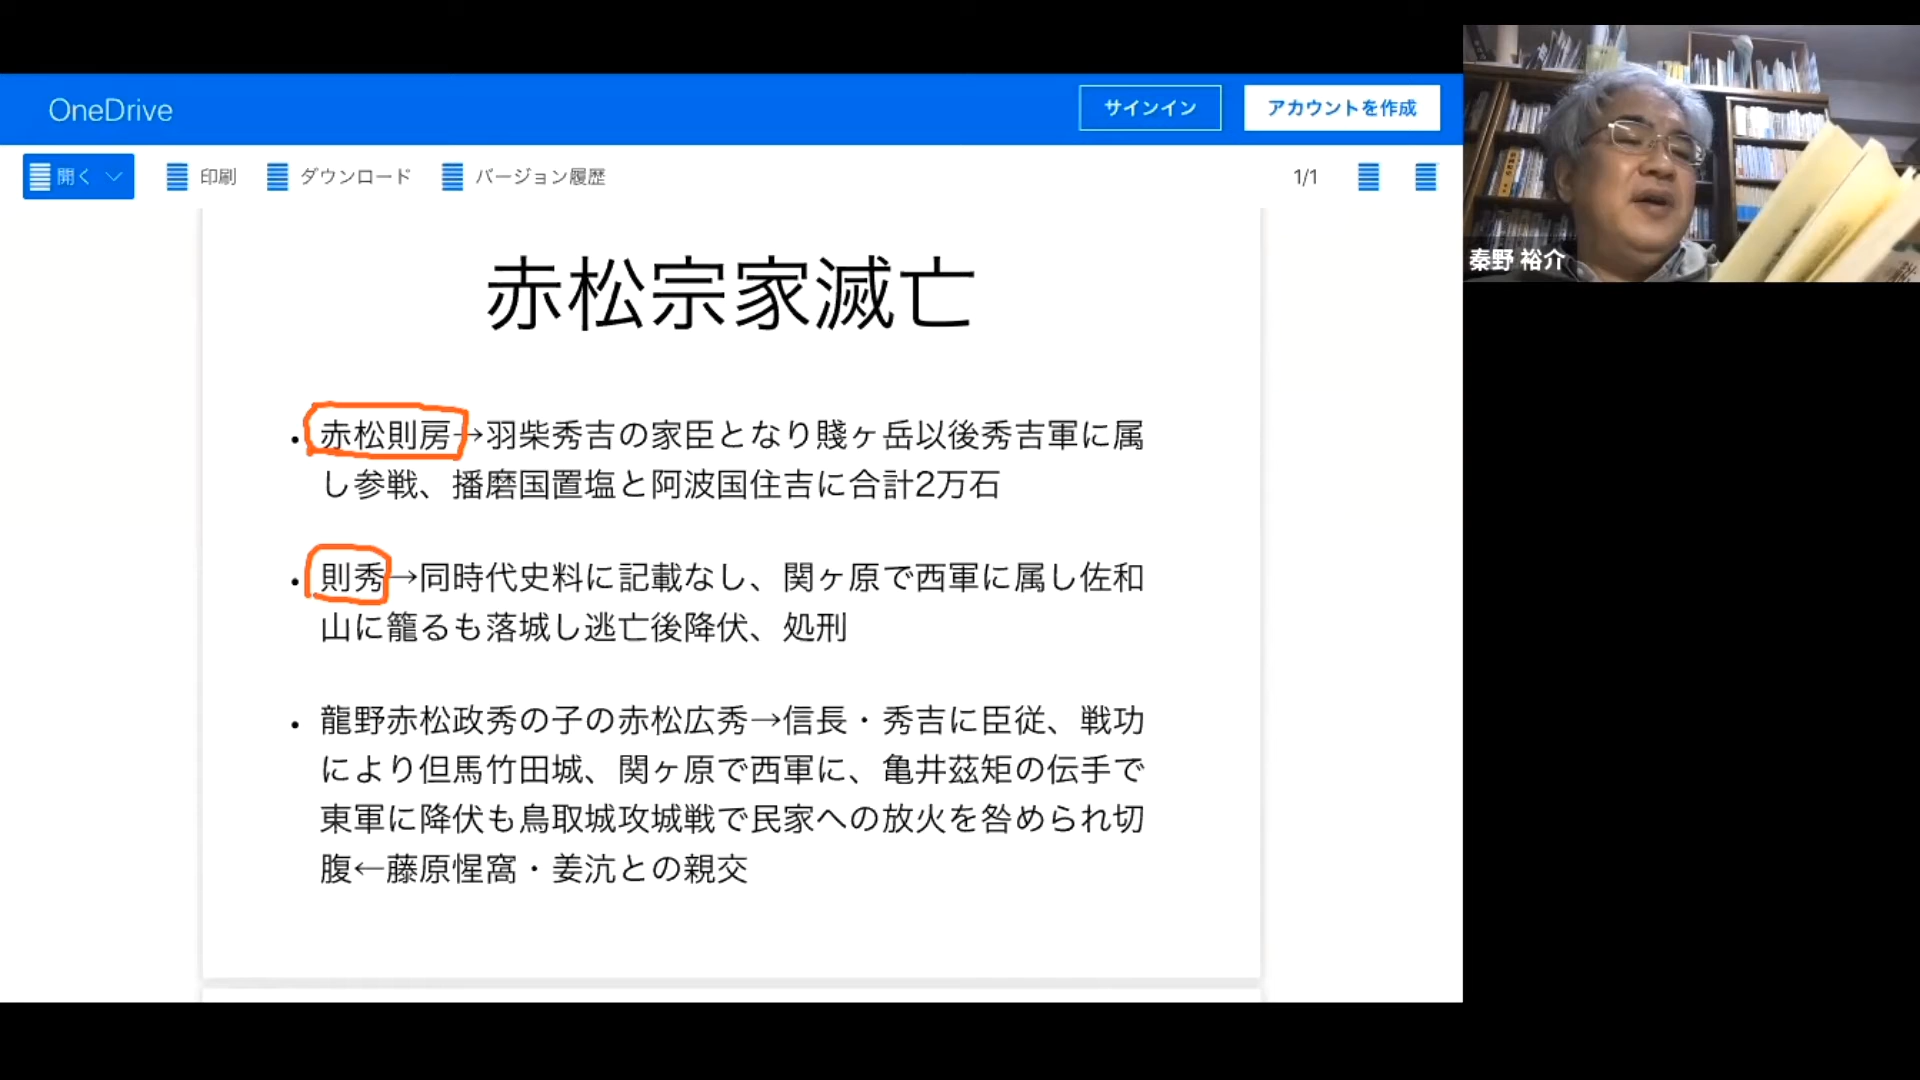 OneDrive
サインイン
アカウントを作成
開く
印刷
ダウンロード
バージョン履歴
1/1
赤松宗家滅亡
• 赤松則房→羽柴秀吉の家臣となり賤ヶ岳以後秀吉軍に属
し参戦、播磨国置塩と阿波国住吉に合計2万石
• 則秀→同時代史料に記載なし、関ヶ原で西軍に属し佐和
山に籠るも落城し逃亡後降伏、処刑
• 龍野赤松政秀の子の赤松広秀→信長・秀吉に臣従、戦功
により但馬竹田城、関ヶ原で西軍に、亀井茲矩の伝手で
東軍に降伏も鳥取城攻城戦で民家への放火を咎められ切
腹←藤原惺窩・姜沆との親交
秦野 裕介